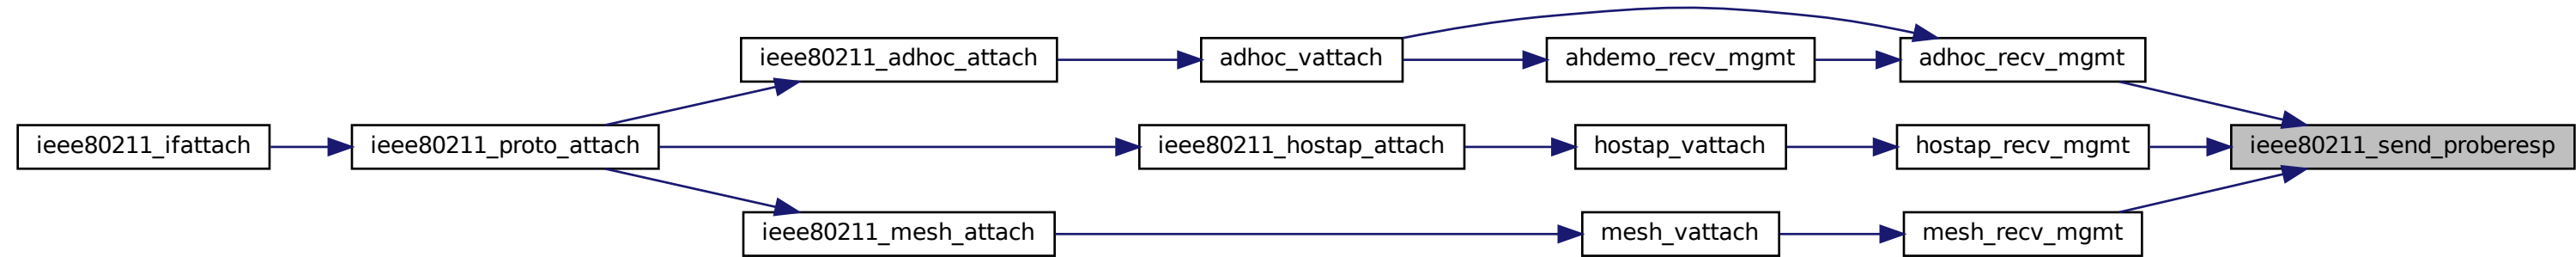 ieee80211_adhoc_attach
adhoc_vattach
ahdemo_recv_mgmt
adhoc_recv_mgmt
ieee80211_ifattach
ieee80211_proto_attach
ieee80211_hostap_attach
hostap_vattach
hostap_recv_mgmt
ieee80211_send_proberesp
ieee80211_mesh_attach
mesh_vattach
mesh_recv_mgmt